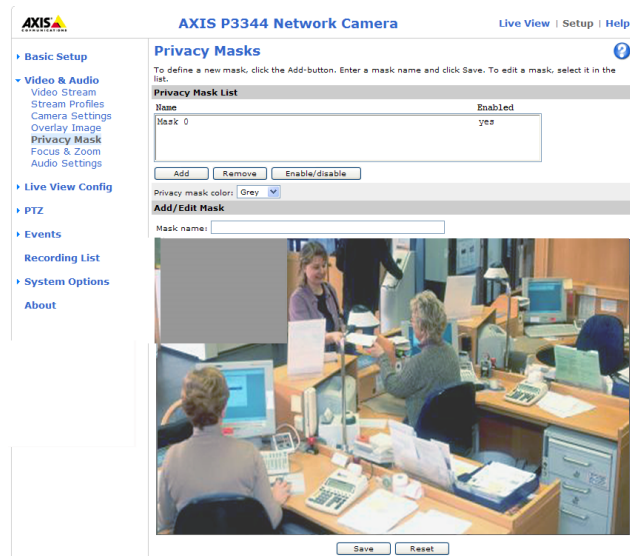 AXIS
COMMUNICATIONS
AXIS P3344 Network Camera
Live View | Setup | Help
Basic Setup
Video & Audio
Video Stream
Stream Profiles
Camera Settings
Overlay Image
Privacy Mask
Focus & Zoom
Audio Settings
Live View Config
PTZ
Events
Recording List
System Options
About
Privacy Masks
?
To define a new mask, click the Add-button. Enter a mask name and click Save. To edit a mask, select it in the
list.
Privacy Mask List
Name Enabled
Mask 0 yes
Add Remove Enable/disable
Privacy mask color: Grey
Add/Edit Mask
Mask name:
Save Reset